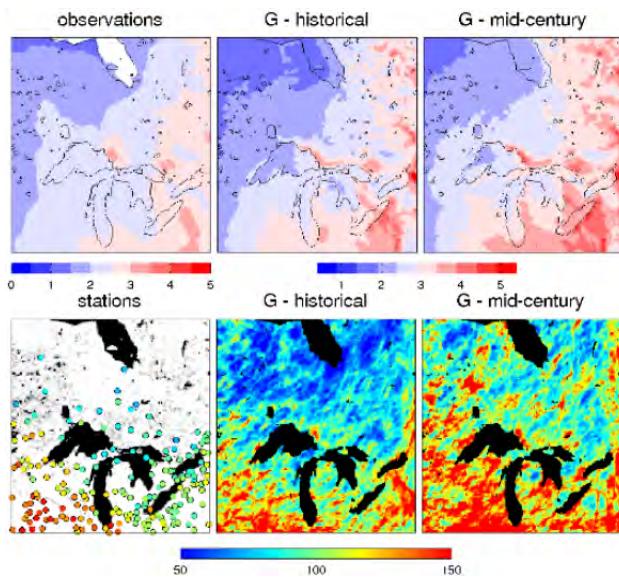 observations G - historical G - mid-century
0 1 2 3 4 5 0 1 2 3 4 5
stations G - historical G - mid-century
50 100 150